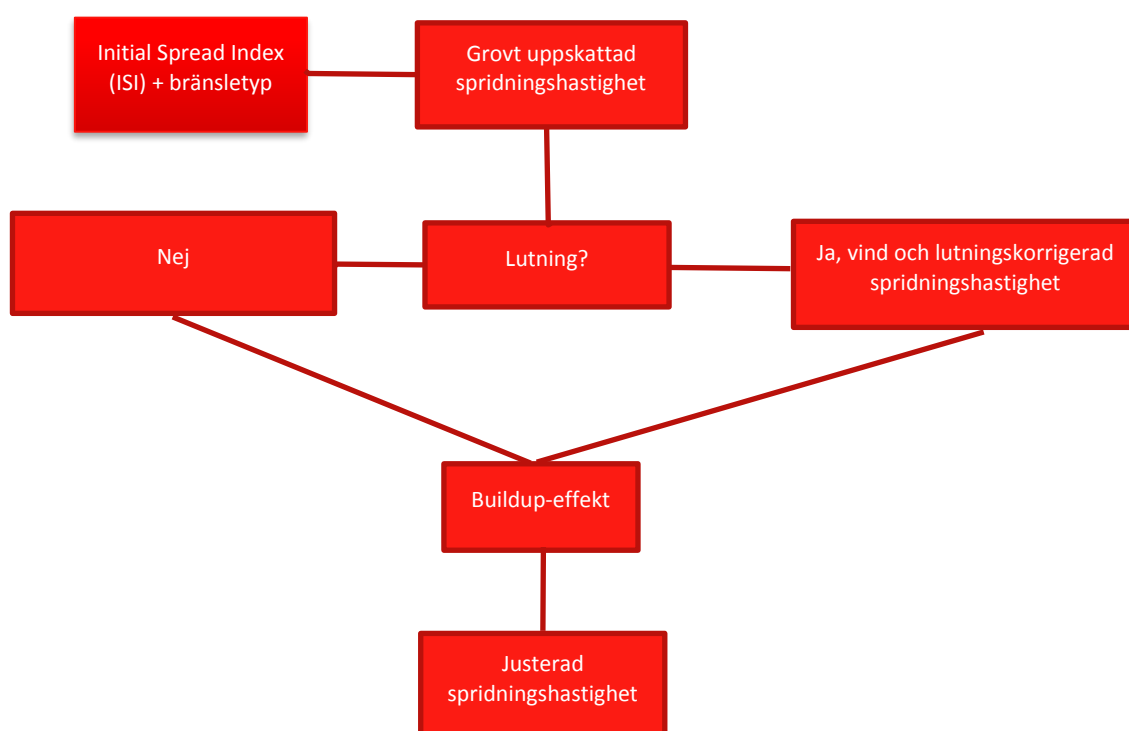 Initial Spread Index
(ISI) + bränsletyp
Grovt uppskattad
spridningshastighet
Nej
Lutning?
Ja, vind och lutningskorrigerad
spridningshastighet
Buildup-effekt
Justerad
spridningshastighet